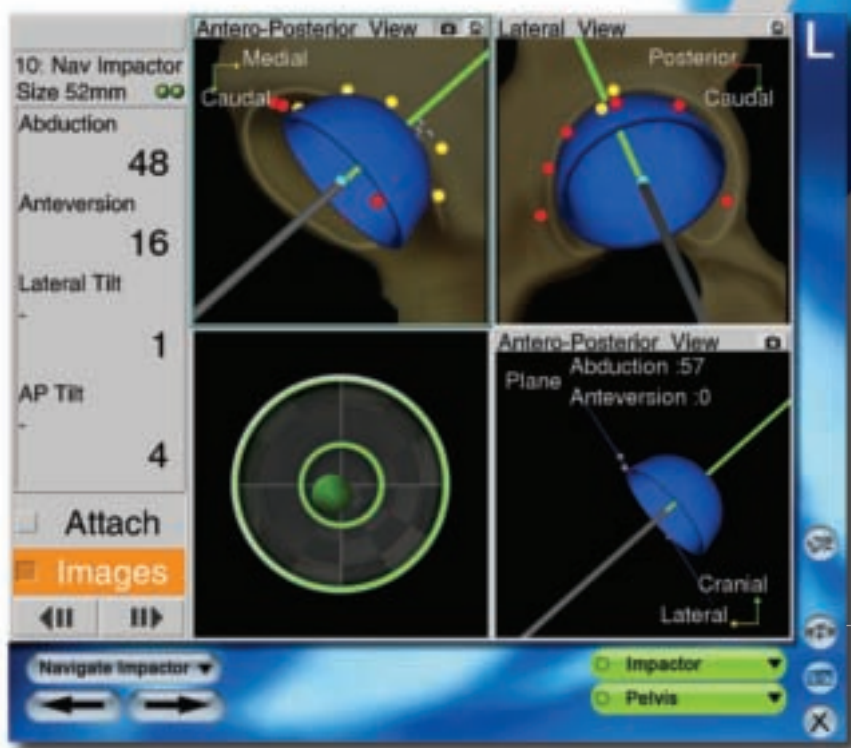 L
10: Nav Impactor
Size 52mm
Abduction
48
Anteversion
16
Lateral Tilt
-
1
AP Tilt
-
4
Attach
Images
Antero-Posterior View
Medial
Caudal
Lateral View
Posterior
Caudal
Antero-Posterior View
Plane
Abduction :57
Anteversion :0
Cranial
Lateral
Navigate Impactor
Impactor
Pelvis
X